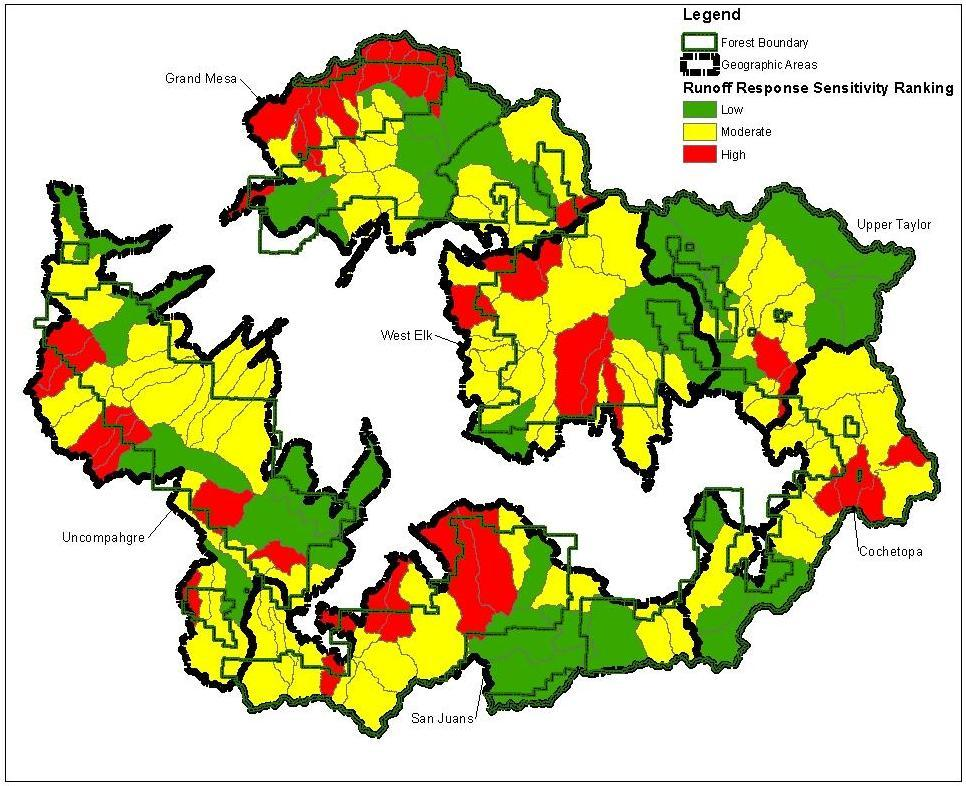 Legend
Forest Boundary
Geographic Areas
Runoff Response Sensitivity Ranking
Low
Moderate
High
Grand Mesa
Upper Taylor
West Elk
Uncompahgre
Cochetopa
San Juans